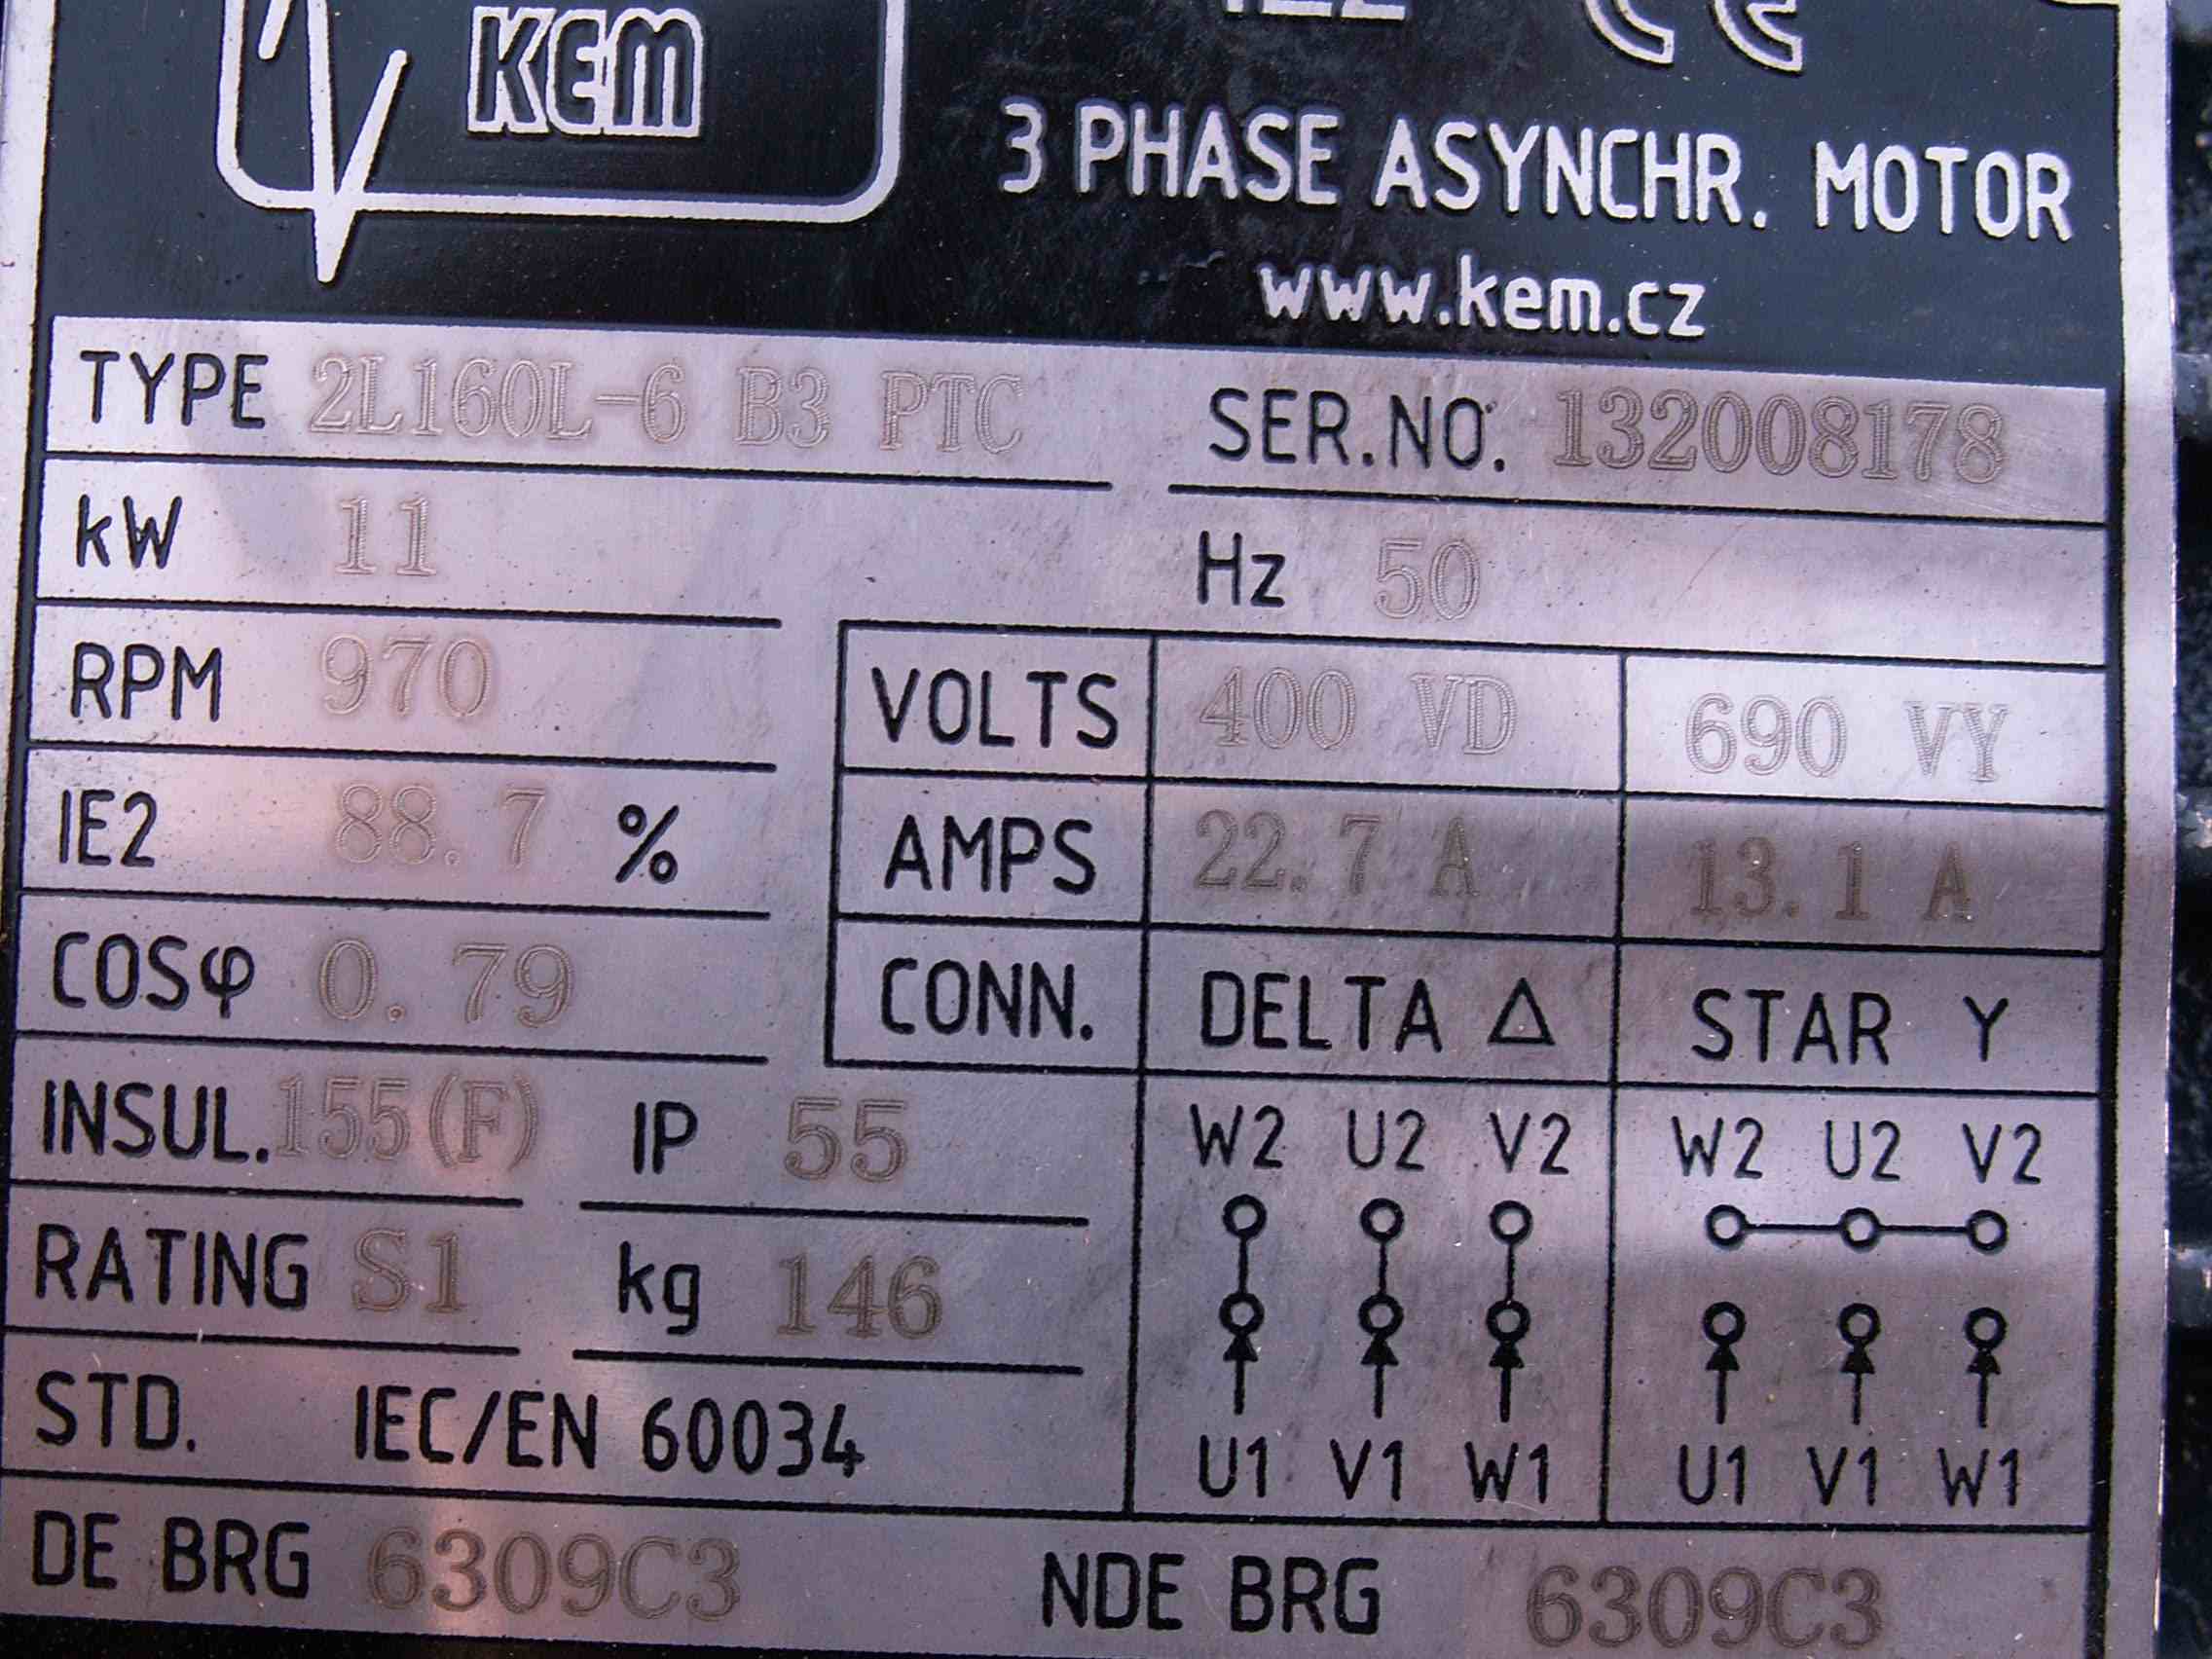 KEM
3 PHASE ASYNCHR. MOTOR
www.kem.cz
TYPE 2L160L-6 B3 PTC
SER.NO. 132008178
kW 11
Hz 50
RPM 970
VOLTS 400 VD 690 VY
IE2 88.7 %
AMPS 22.7 A 13.1 A
COSφ 0.79
CONN. DELTA Δ STAR Y
INSUL. 155(F) IP 55
W2 U2 V2 W2 U2 V2
RATING S1 kg 146
STD. IEC/EN 60034
U1 V1 W1 U1 V1 W1
DE BRG 6309C3 NDE BRG 6309C3